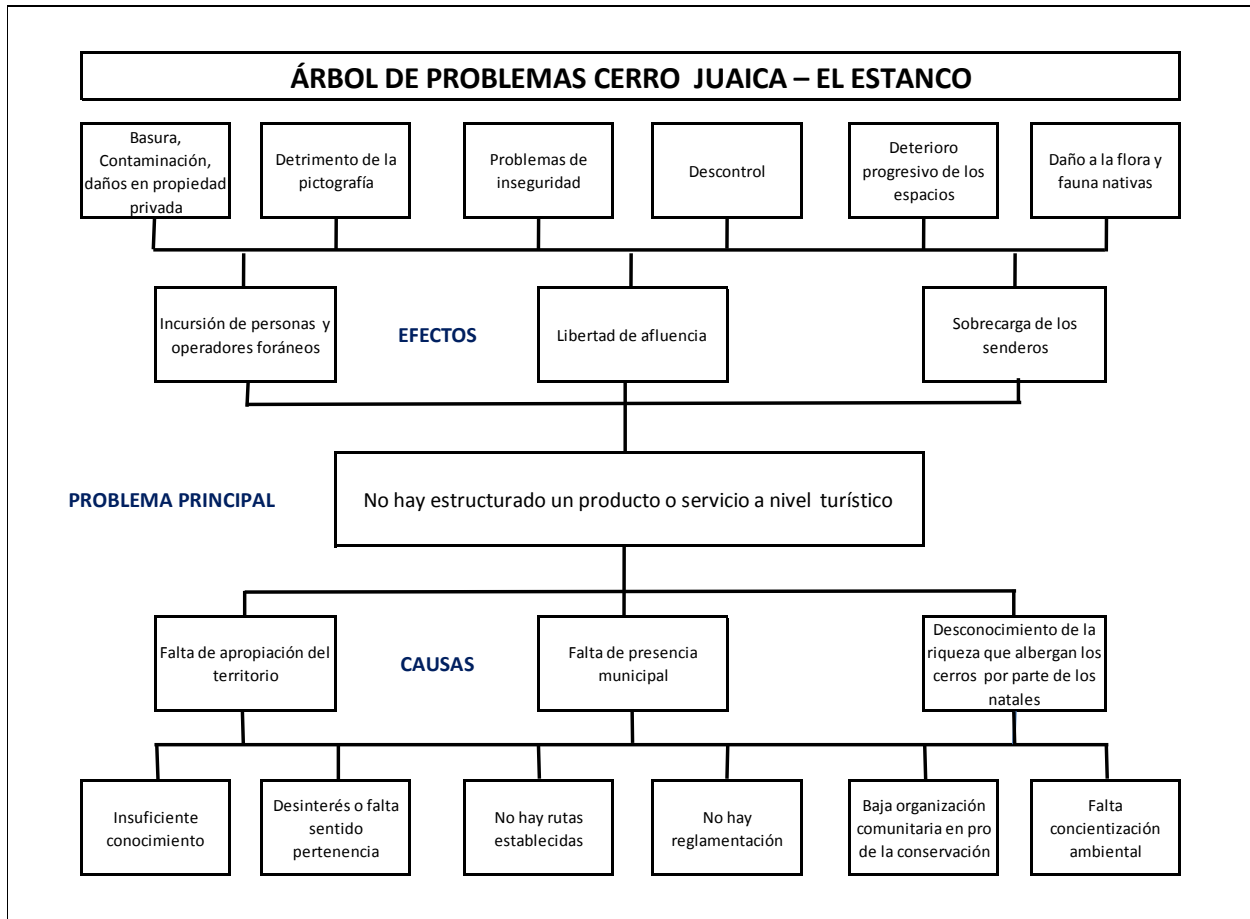 ÁRBOL DE PROBLEMAS CERRO JUAICA – EL ESTANCO
Basura,
Contaminación,
daños en propiedad
privada
Detrimento de la
pictografía
Problemas de
inseguridad
Descontrol
Deterioro
progresivo de los
espacios
Daño a la flora y
fauna nativas
Incursión de personas y
operadores foráneos
EFECTOS
Libertad de afluencia
Sobrecarga de los
senderos
PROBLEMA PRINCIPAL
No hay estructurado un producto o servicio a nivel turístico
Falta de apropiación del
territorio
CAUSAS
Falta de presencia
municipal
Desconocimiento de la
riqueza que albergan los
cerros por parte de los
natales
Insuficiente
conocimiento
Desinterés o falta
sentido
pertenencia
No hay rutas
establecidas
No hay
reglamentación
Baja organización
comunitaria en pro
de la conservación
Falta
concientización
ambiental